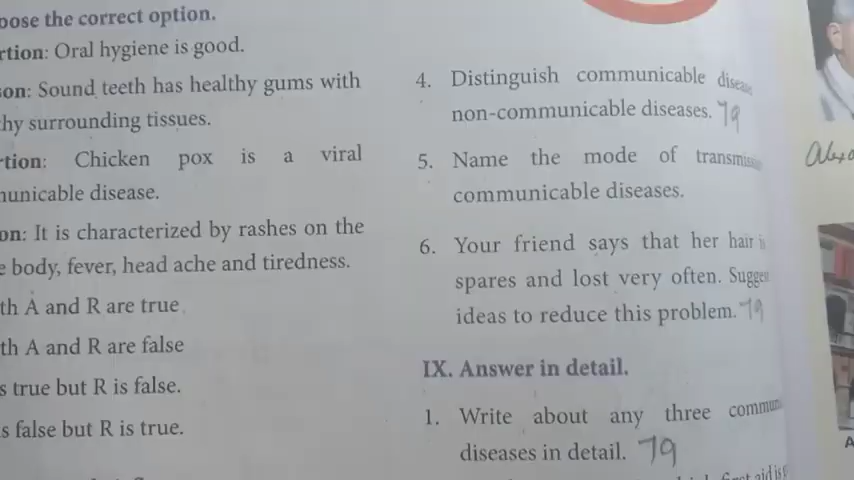 oose the correct option.
rtion: Oral hygiene is good.
son: Sound teeth has healthy gums with
hy surrounding tissues.
rtion: Chicken pox is a viral
unicable disease.
on: It is characterized by rashes on the
e body, fever, head ache and tiredness.
th A and R are true
th A and R are false
s true but R is false.
s false but R is true.
4. Distinguish communicable disease
non-communicable diseases. 79
5. Name the mode of transmiss
communicable diseases.
6. Your friend says that her hair is
spares and lost very often. Sugges
ideas to reduce this problem. 79
IX. Answer in detail.
1. Write about any three commun
diseases in detail. 79